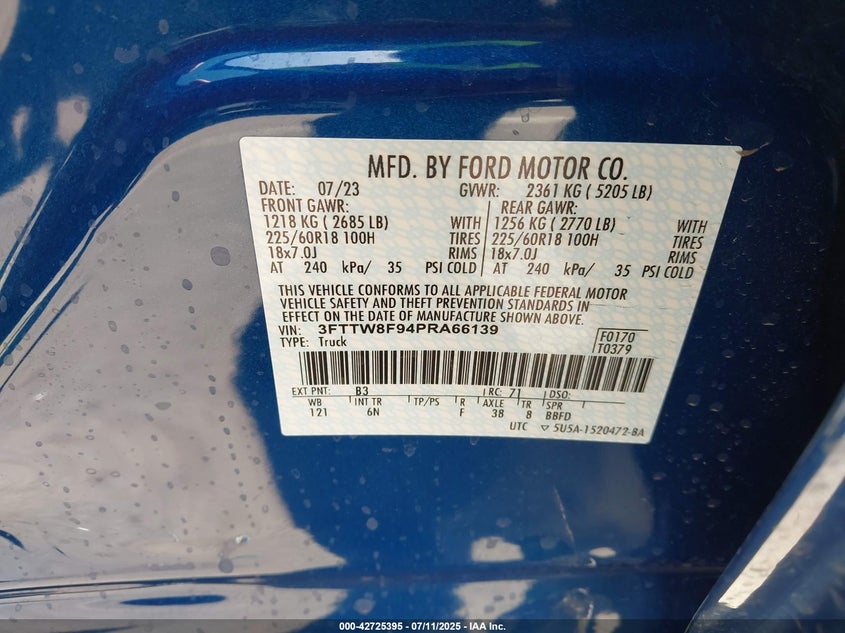 MFD. BY FORD MOTOR CO.
DATE: 07/23 GVWR: 2361 KG ( 5205 LB)
FRONT GAWR: REAR GAWR:
1218 KG ( 2685 LB) WITH 1256 KG ( 2770 LB) WITH
225/60R18 100H TIRES 225/60R18 100H TIRES
18x7.0J RIMS 18x7.0J RIMS
AT 240 kPa/ 35 PSI COLD AT 240 kPa/ 35 PSI COLD
THIS VEHICLE CONFORMS TO ALL APPLICABLE FEDERAL MOTOR
VEHICLE SAFETY AND THEFT PREVENTION STANDARDS IN
EFFECT ON THE DATE OF MANUFACTURE SHOWN ABOVE.
VIN: 3FTTW8F94PRA66139 F0170
TYPE: Truck T0379
EXT PNT: B3 RC: 71 DSO:
WB INT TR TP/PS R AXLE TR SPR
121 6N F 38 8 BBFD
UTC ▽ 5U5A-1520472-BA
000-42725395 - 07/11/2025 - IAA Inc.